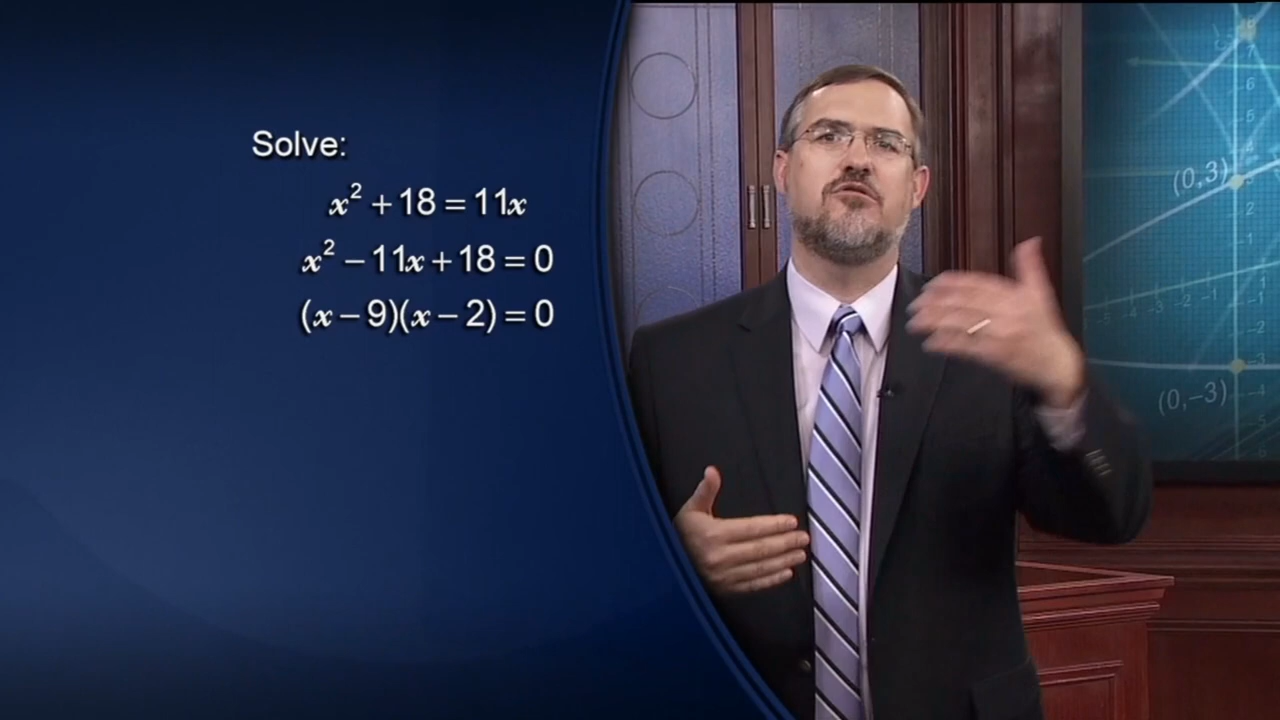 Solve:
x² + 18 = 11x
x² − 11x + 18 = 0
(x − 9)(x − 2) = 0
(0,3)
(0,−3)